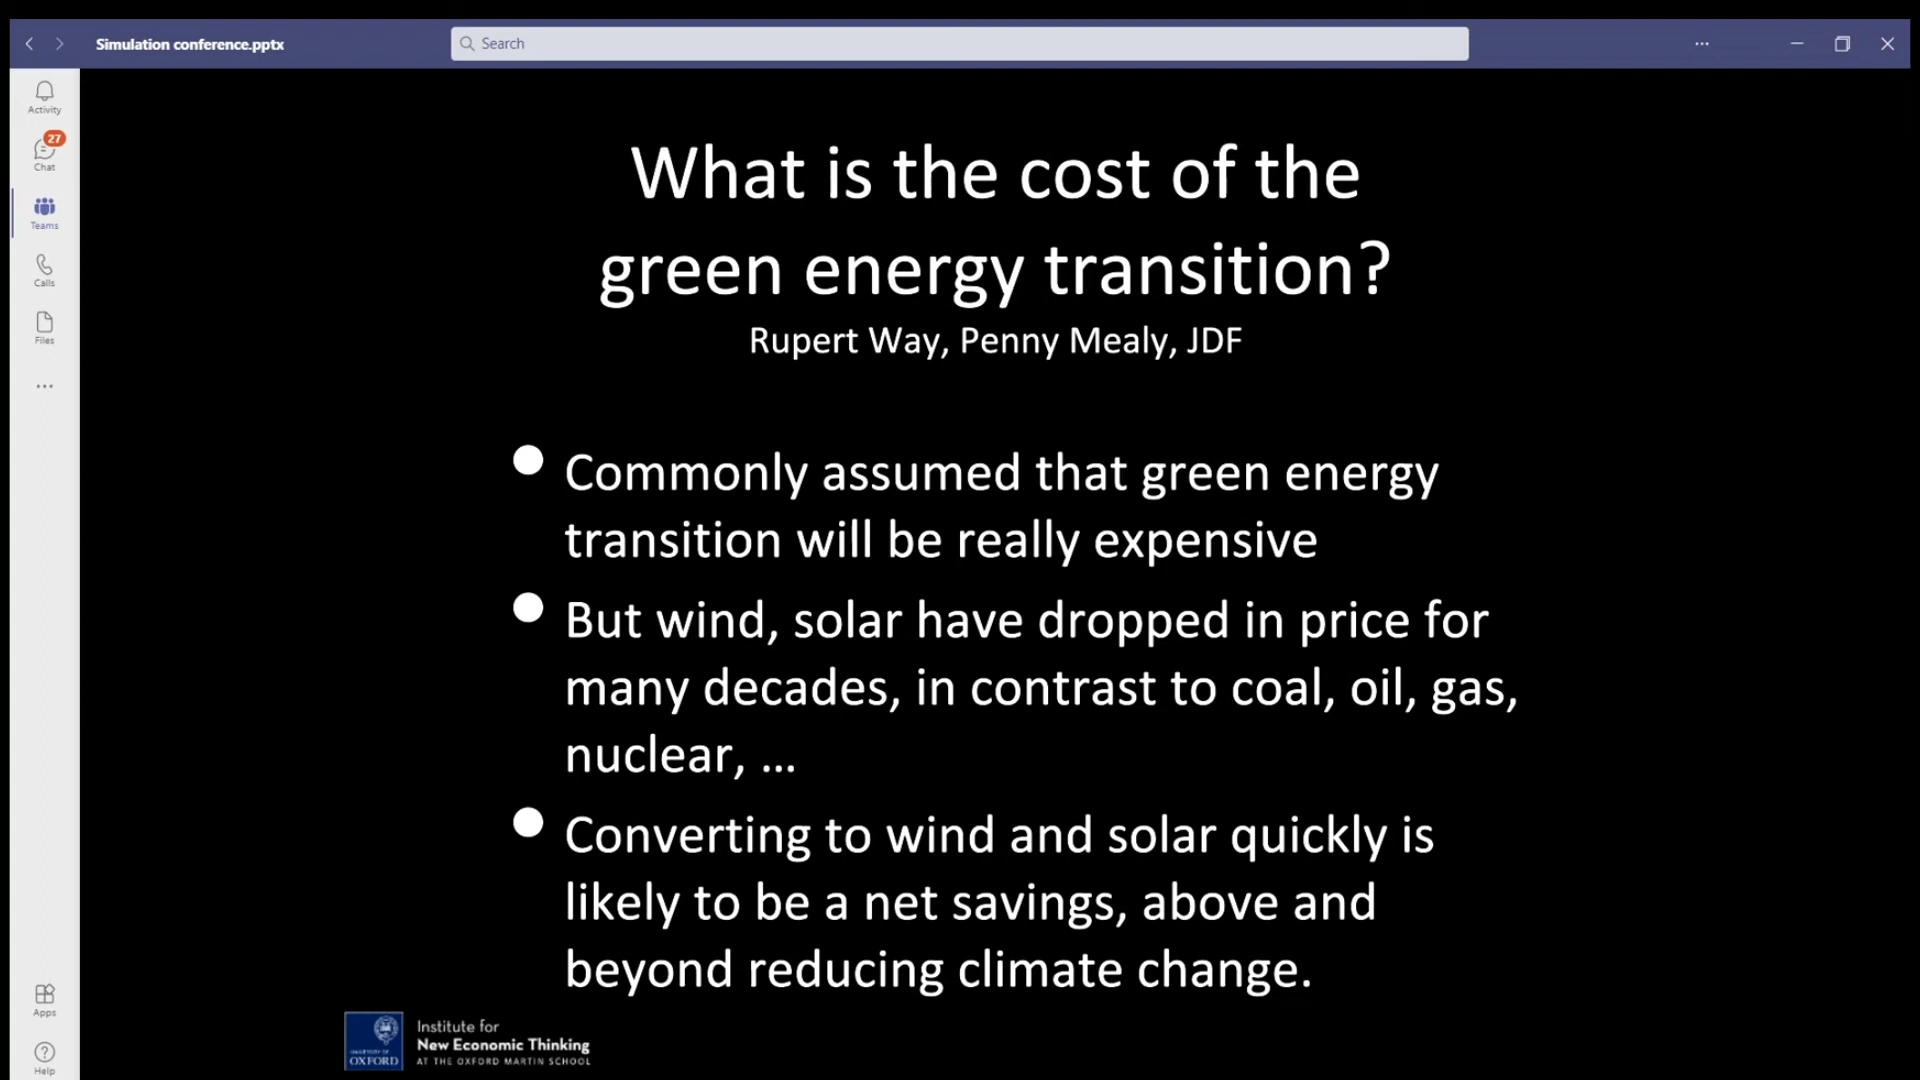 Simulation conference.pptx
Search
Activity
27
Chat
Teams
Calls
Files
Apps
Help
What is the cost of the
green energy transition?
Rupert Way, Penny Mealy, JDF
Commonly assumed that green energy
transition will be really expensive
But wind, solar have dropped in price for
many decades, in contrast to coal, oil, gas,
nuclear, ...
Converting to wind and solar quickly is
likely to be a net savings, above and
beyond reducing climate change.
UNIVERSITY OF
OXFORD
Institute for
New Economic Thinking
AT THE OXFORD MARTIN SCHOOL